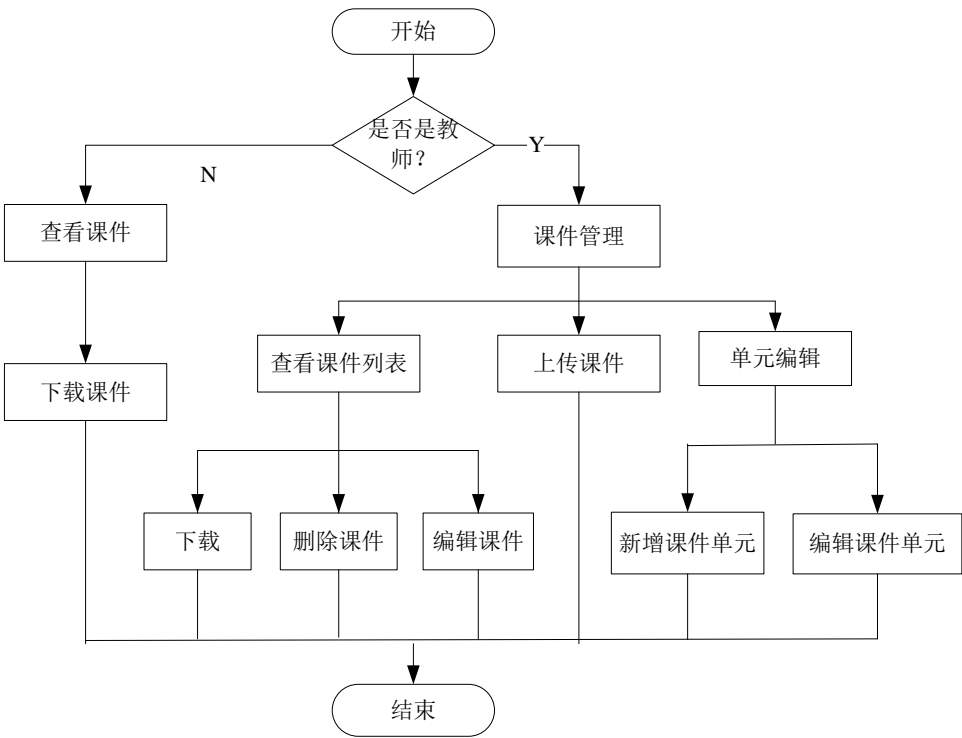 开始
是否是教
师？
Y
N
查看课件
课件管理
查看课件列表
上传课件
单元编辑
下载课件
下载
删除课件
编辑课件
新增课件单元
编辑课件单元
结束